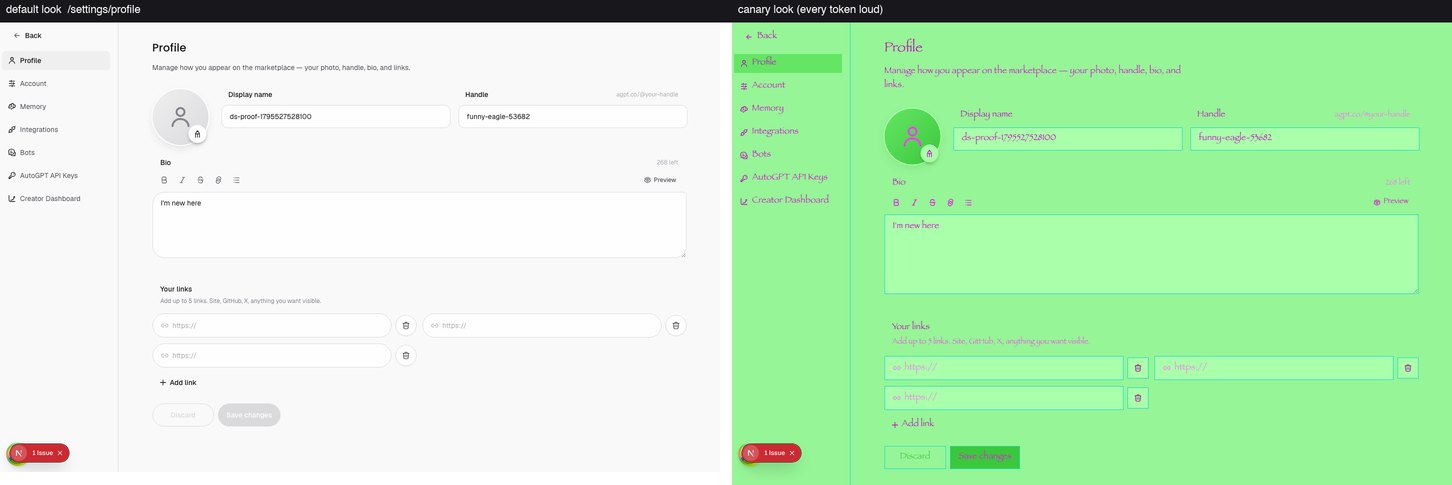 default look /settings/profile
Back
Profile
Account
Memory
Integrations
Bots
AutoGPT API Keys
Creator Dashboard
Profile
Manage how you appear on the marketplace — your photo, handle, bio, and links.
Display name
Handle
agpt.co/@your-handle
ds-proof-1795527528100
funny-eagle-53682
Bio
268 left
Preview
I'm new here
Your links
Add up to 5 links. Site, GitHub, X, anything you want visible.
https://
https://
https://
Add link
Discard
Save changes
N 1 Issue
canary look (every token loud)
Back
Profile
Account
Memory
Integrations
Bots
AutoGPT API Keys
Creator Dashboard
Profile
Manage how you appear on the marketplace — your photo, handle, bio, and
links.
Display name
Handle
agpt.co/@your-handle
ds-proof-1795527528100
funny-eagle-53682
Bio
268 left
Preview
I'm new here
Your links
Add up to 5 links. Site, GitHub, X, anything you want visible.
https://
https://
https://
Add link
Discard
Save changes
N 1 Issue